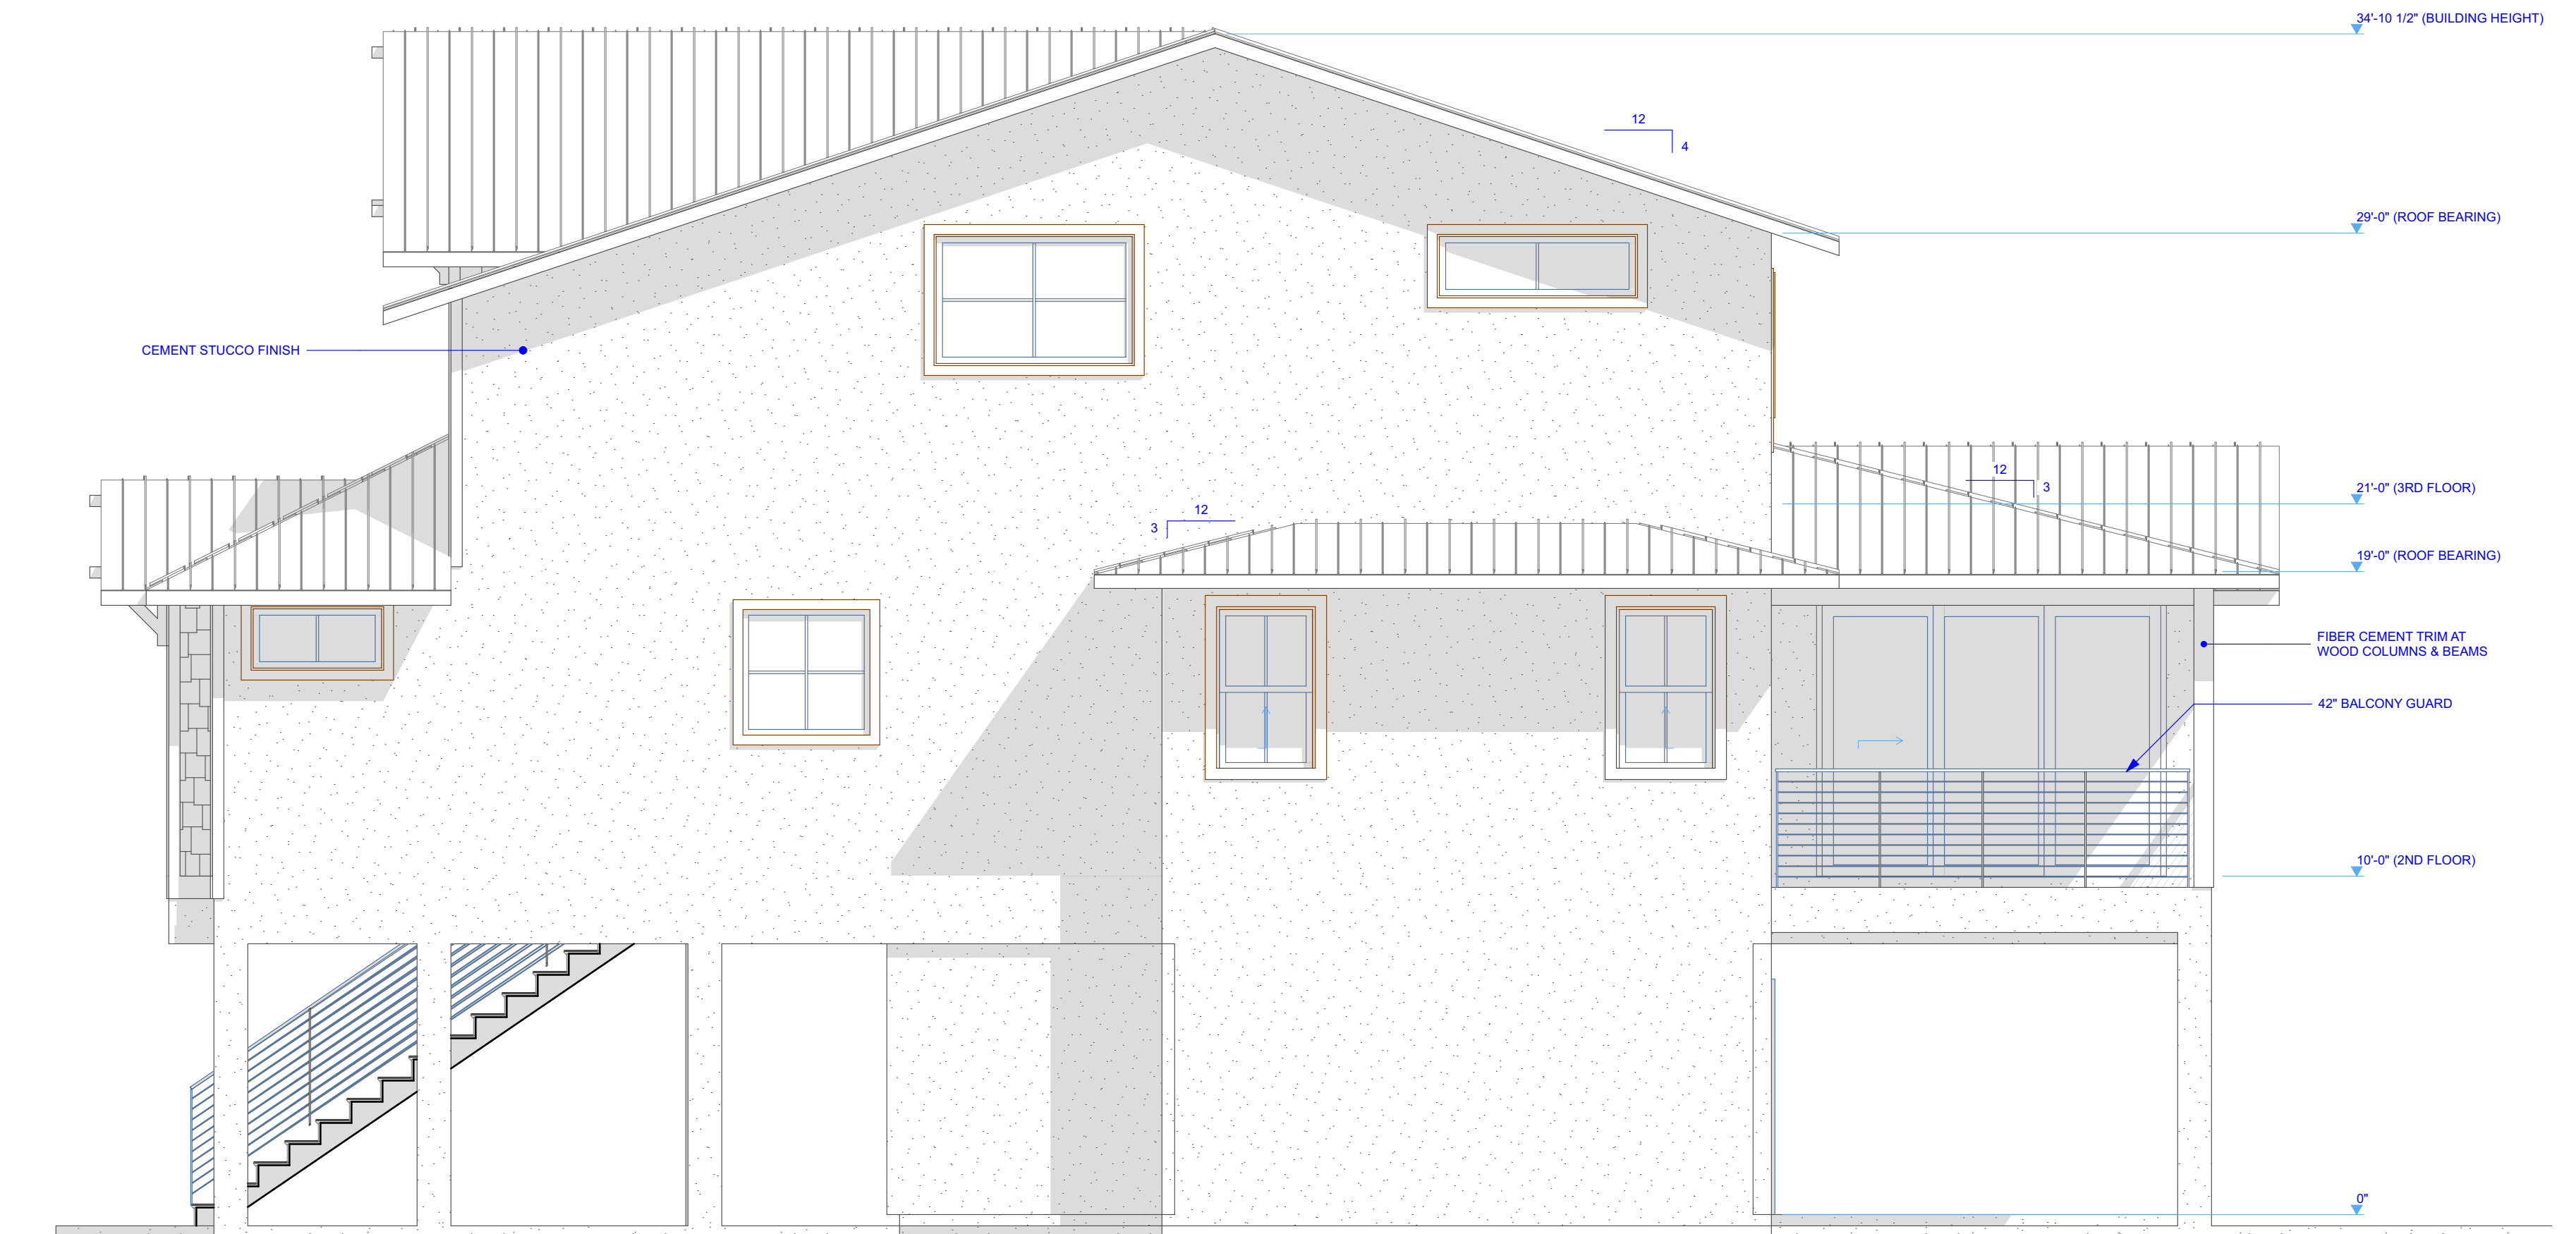 34'-10 1/2" (BUILDING HEIGHT)
12
4
29'-0" (ROOF BEARING)
CEMENT STUCCO FINISH
12
3
21'-0" (3RD FLOOR)
12
3
19'-0" (ROOF BEARING)
FIBER CEMENT TRIM AT
WOOD COLUMNS & BEAMS
42" BALCONY GUARD
10'-0" (2ND FLOOR)
0"